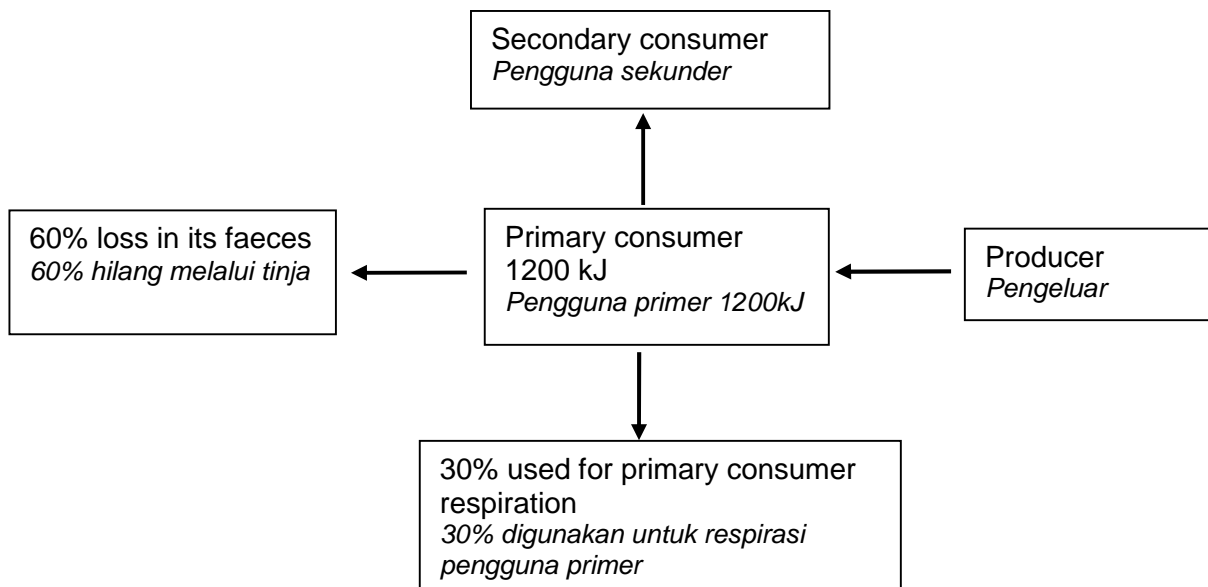 Secondary consumer
Pengguna sekunder
60% loss in its faeces
60% hilang melalui tinja
Primary consumer
1200 kJ
Pengguna primer 1200kJ
Producer
Pengeluar
30% used for primary consumer
respiration
30% digunakan untuk respirasi
pengguna primer